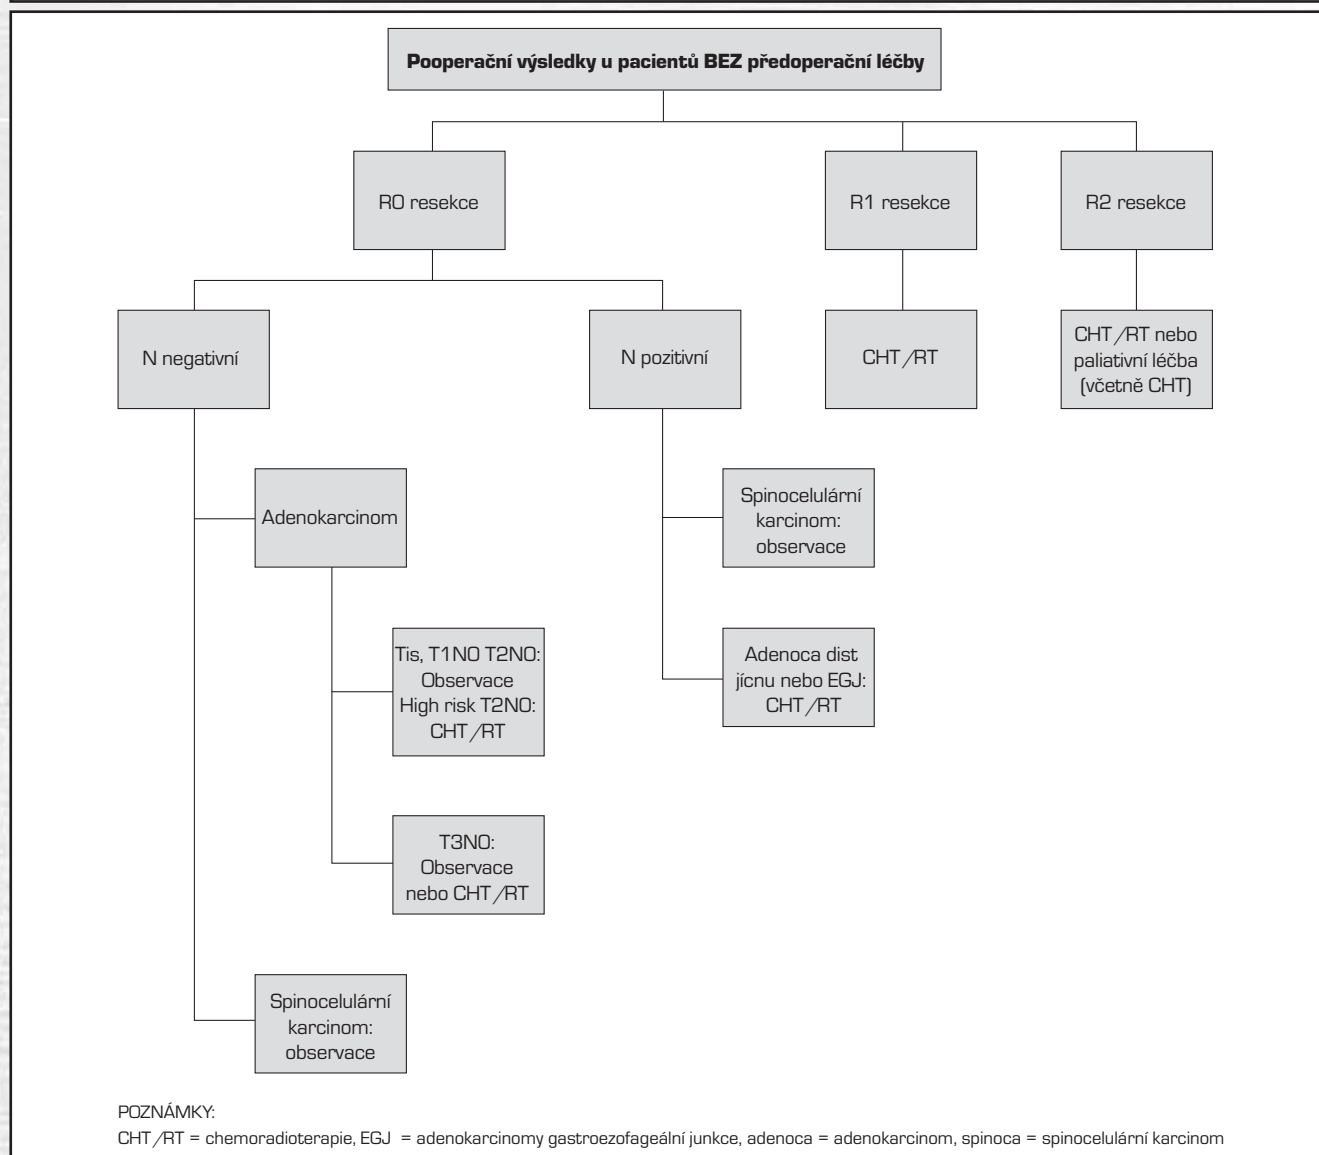 Pooperační výsledky u pacientů BEZ předoperační léčby
R0 resekce
R1 resekce
R2 resekce
N negativní
N pozitivní
CHT/RT
CHT/RT nebo
paliativní léčba
(včetně CHT)
Adenokarcinom
Spinocelulární
karcinom:
observace
Tis, T1N0 T2N0:
Observace
High risk T2N0:
CHT/RT
Adenoca dist
jícnu nebo EGJ:
CHT/RT
T3N0:
Observace
nebo CHT/RT
Spinocelulární
karcinom:
observace
POZNÁMKY:
CHT/RT = chemoradioterapie, EGJ = adenokarcinomy gastroezofageální junkce, adenoca = adenokarcinom, spinoca = spinocelulární karcinom